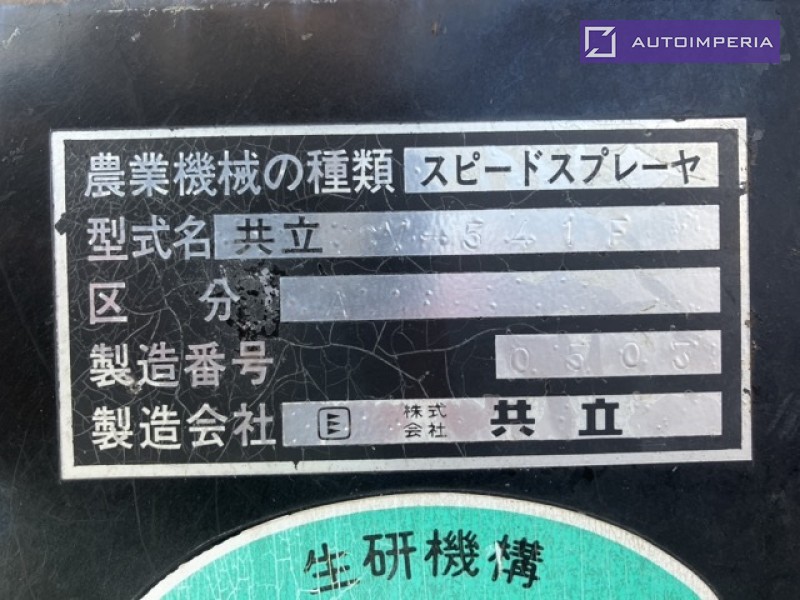 AUTOIMPERIA
農業機械の種類 スピードスプレーヤ
型式名 共立
区 分
製造番号
製造会社 株式会社 共立
生研機構